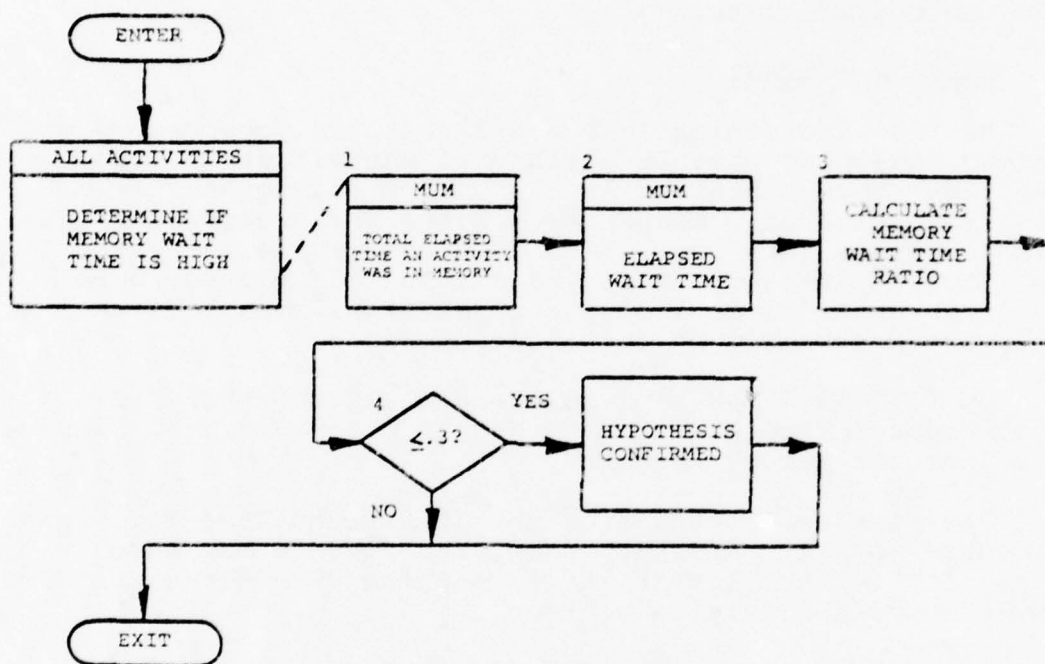 ENTER
ALL ACTIVITIES
DETERMINE IF
MEMORY WAIT
TIME IS HIGH
1
MUM
TOTAL ELAPSED
TIME AN ACTIVITY
WAS IN MEMORY
2
MUM
ELAPSED
WAIT TIME
3
CALCULATE
MEMORY
WAIT TIME
RATIO
4
≤.3?
YES
HYPOTHESIS
CONFIRMED
NO
EXIT